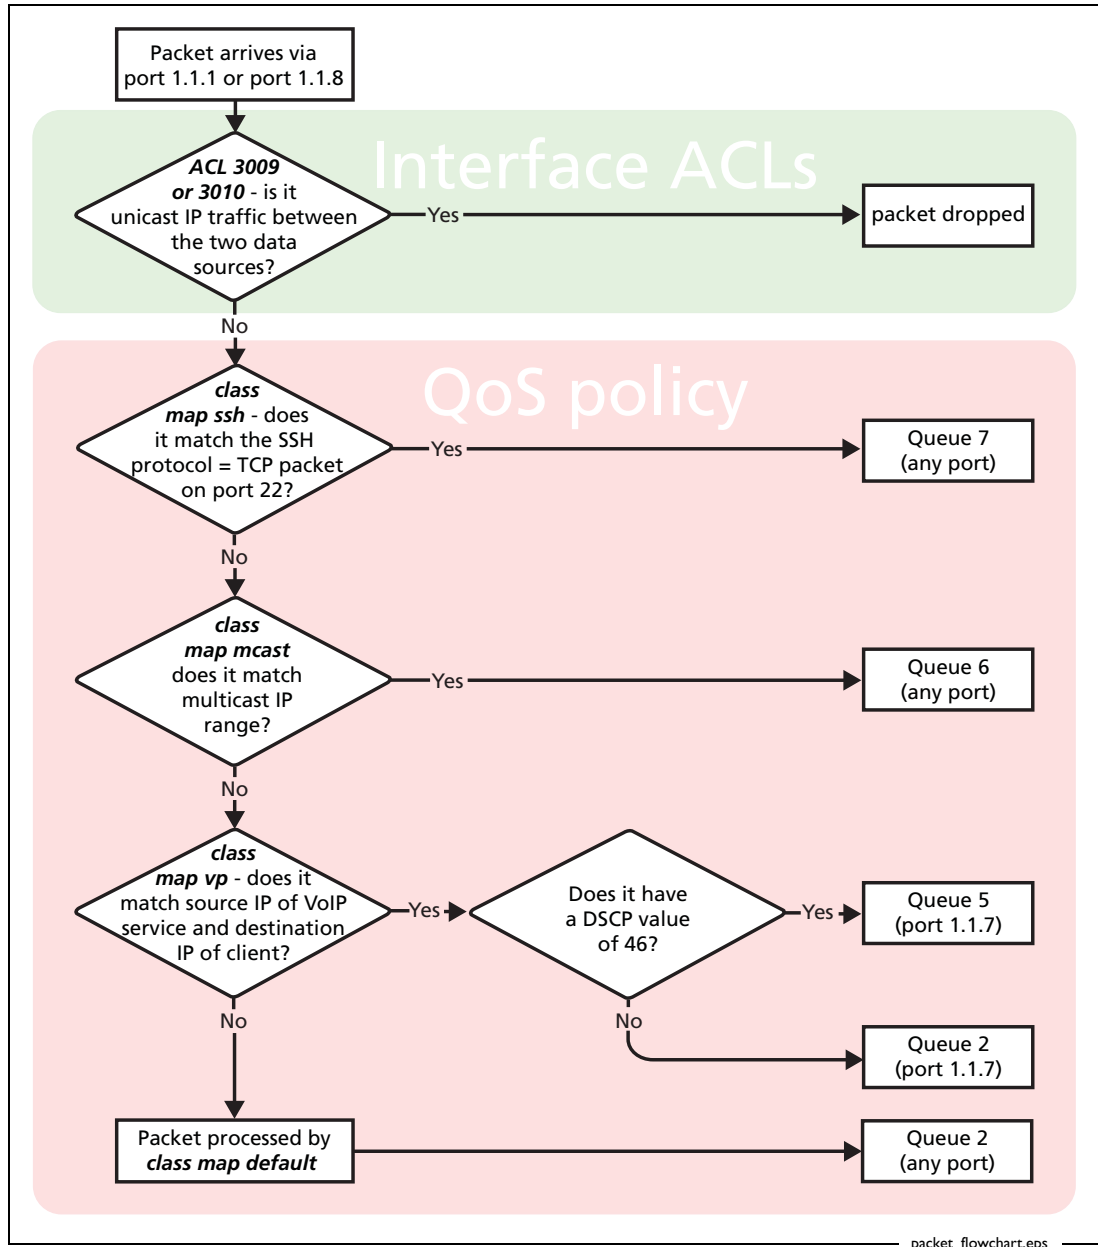 Packet arrives via
port 1.1.1 or port 1.1.8
Interface ACLs
ACL 3009
or 3010 - is it
unicast IP traffic between
the two data
sources?
Yes
packet dropped
No
QoS policy
class
map ssh - does
it match the SSH
protocol = TCP packet
on port 22?
Yes
Queue 7
(any port)
No
class
map mcast
does it match
multicast IP
range?
Yes
Queue 6
(any port)
No
class
map vp - does it
match source IP of VoIP
service and destination
IP of client?
Yes
Does it have
a DSCP value
of 46?
Yes
Queue 5
(port 1.1.7)
No
No
Queue 2
(port 1.1.7)
Packet processed by
class map default
Queue 2
(any port)
packet_flowchart.eps